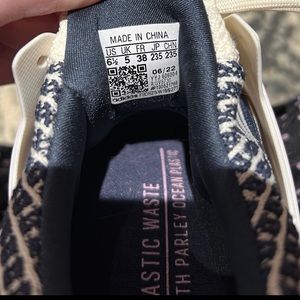 MADE IN CHINA
US UK FR JP CHN
6½ 5 38 235 235
06/22
adidas
ASTIC WASTE
TH PARLEY OCEAN PLASTIC